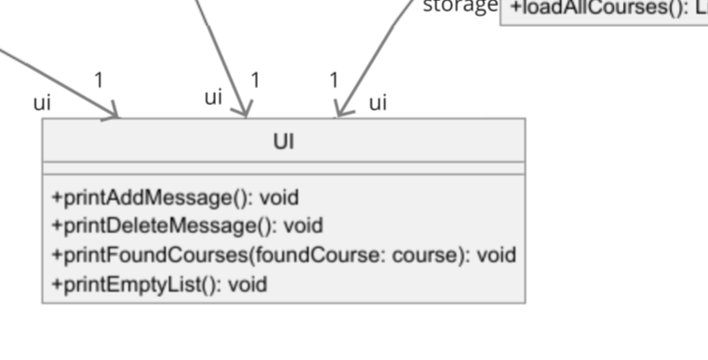 storage
+loadAllCourses():
1
1
1
ui
ui
ui
UI
+printAddMessage(): void
+printDeleteMessage(): void
+printFoundCourses(foundCourse: course): void
+printEmptyList(): void